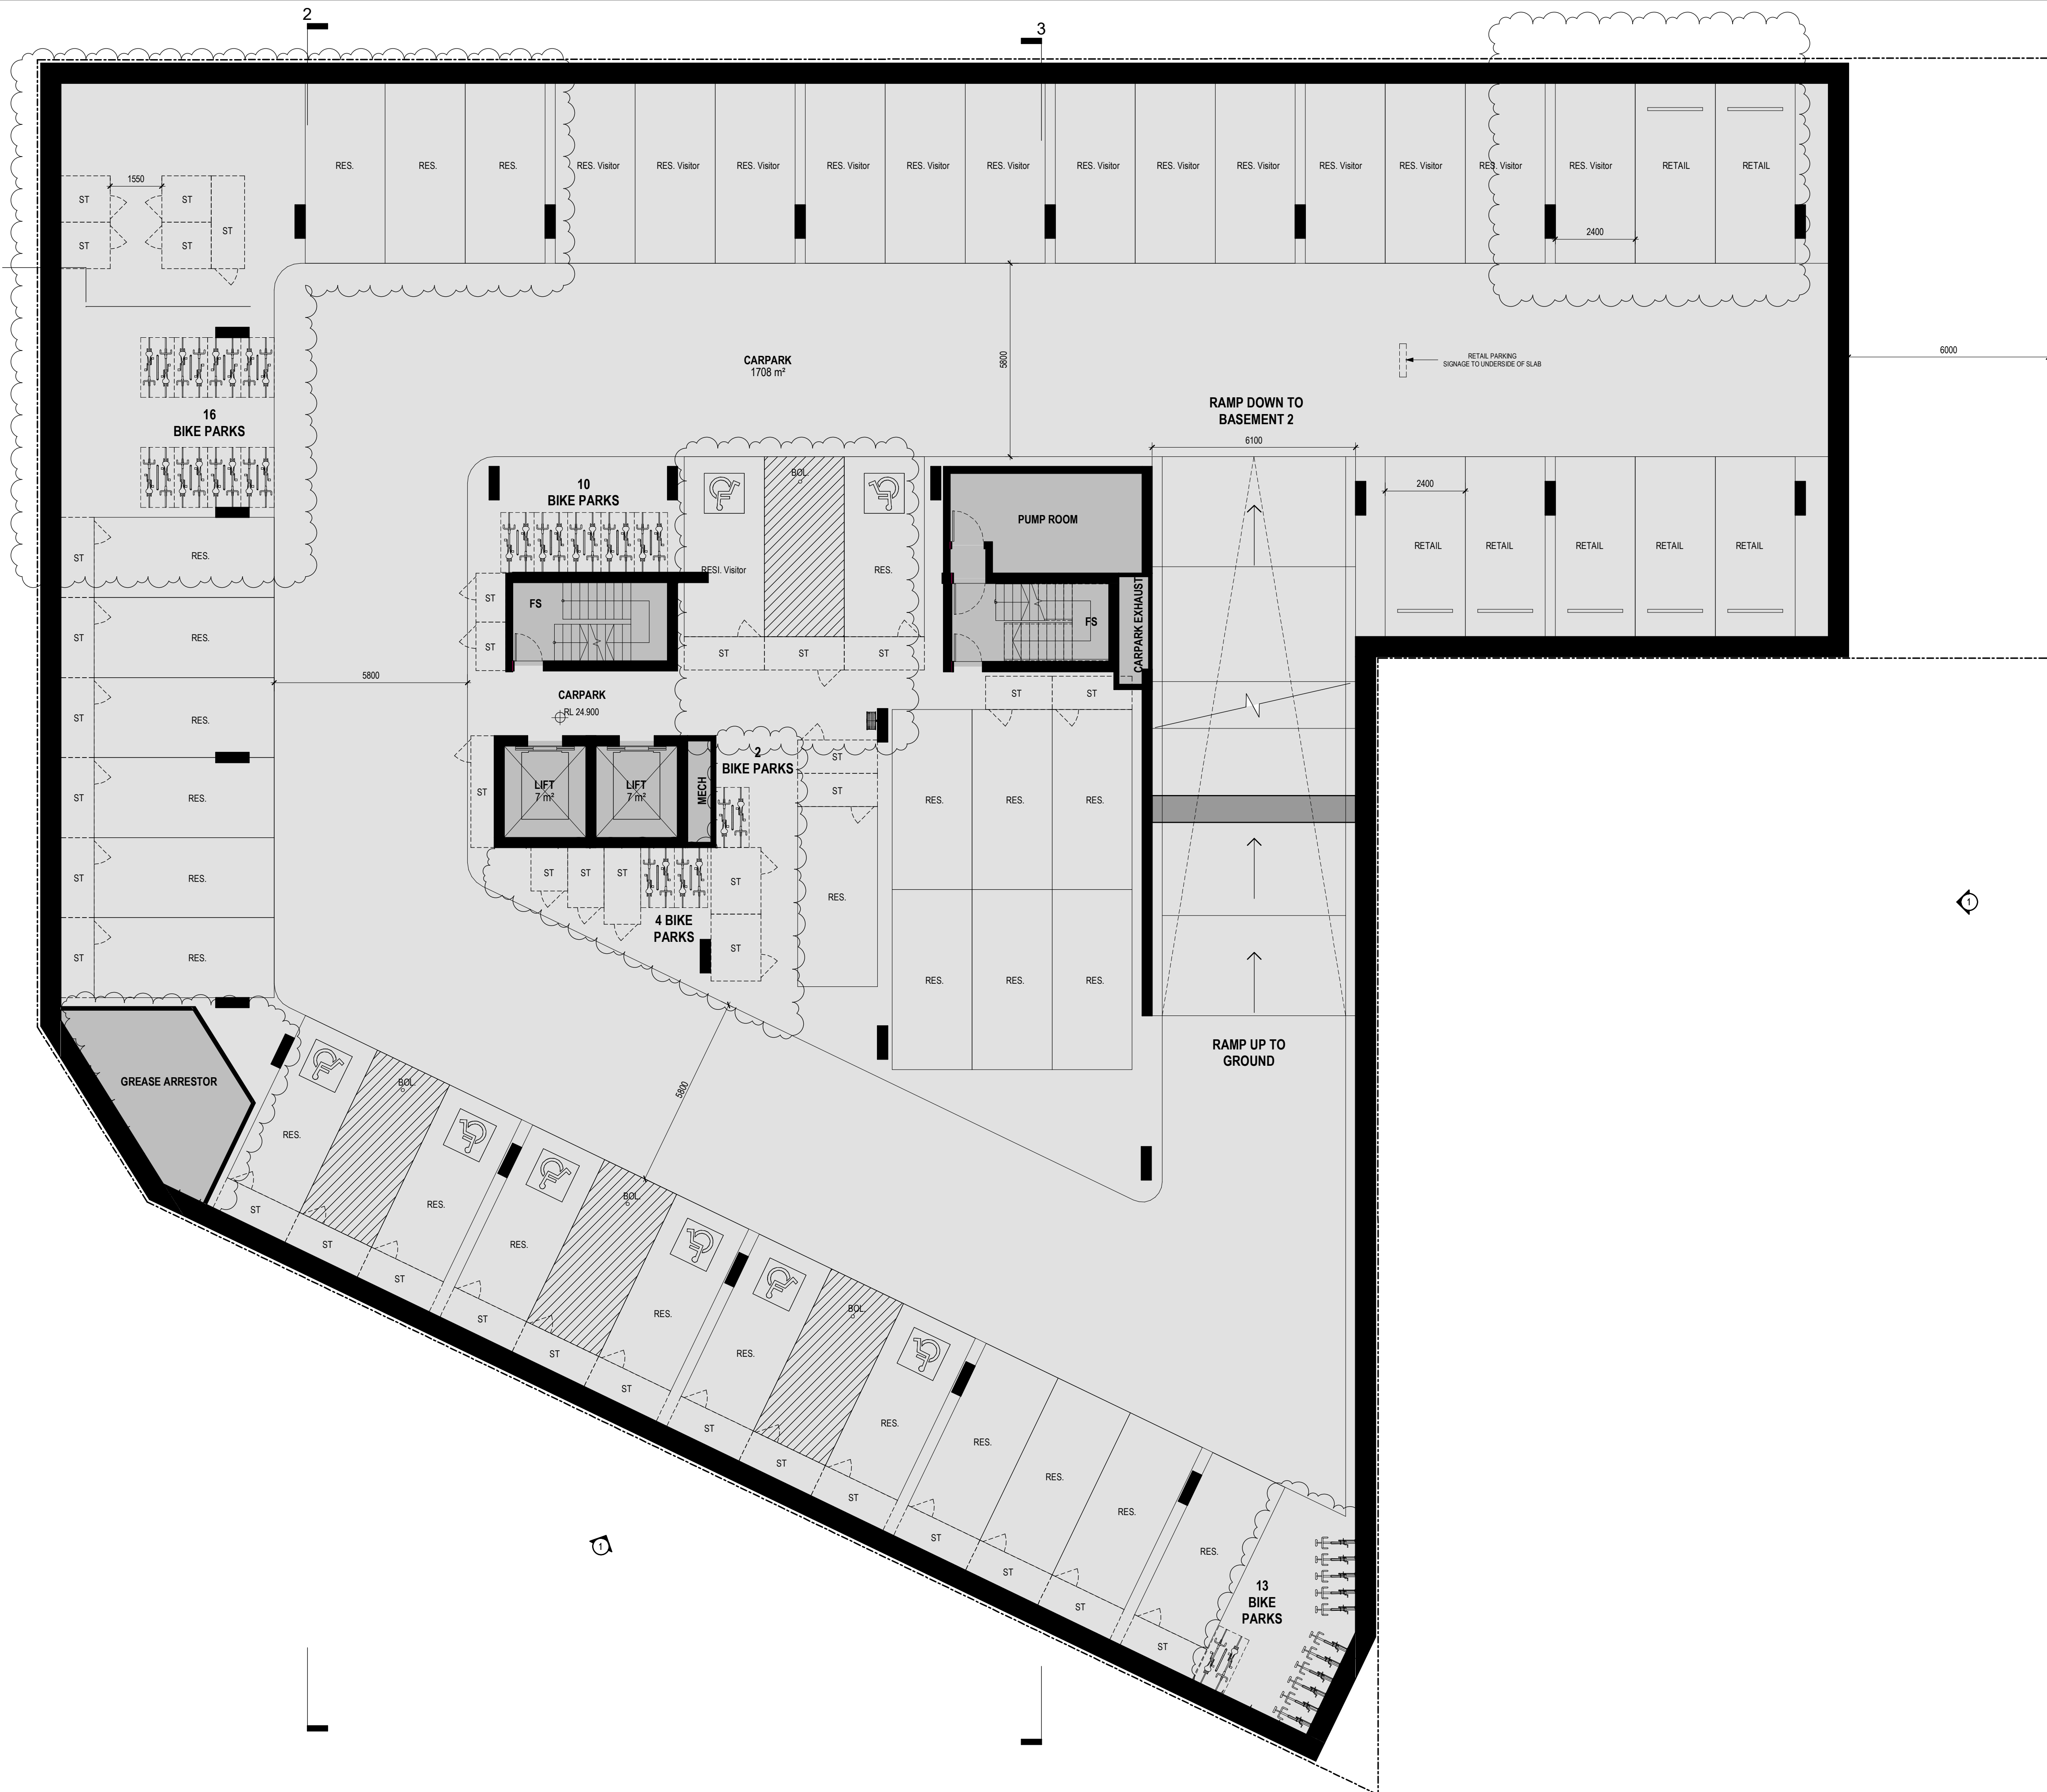 2
3
RES.
RES.
RES.
RES. Visitor
RES. Visitor
RES. Visitor
RES. Visitor
RES. Visitor
RES. Visitor
RES. Visitor
RES. Visitor
RES. Visitor
RES. Visitor
RES. Visitor
RES. Visitor
RES. Visitor
RETAIL
RETAIL
1550
ST
ST
ST
ST
ST
2400
CARPARK
1708 m²
5800
RETAIL PARKING
SIGNAGE TO UNDERSIDE OF SLAB
6000
16
BIKE PARKS
RAMP DOWN TO
BASEMENT 2
6100
10
BIKE PARKS
BOL.
2400
PUMP ROOM
RETAIL
RETAIL
RETAIL
RETAIL
RETAIL
ST
RES.
RESI. Visitor
RES.
CARPARK EXHAUST
ST
FS
FS
ST
RES.
ST
ST
ST
ST
5800
CARPARK
RL 24.900
ST
ST
ST
RES.
2
BIKE PARKS
ST
ST
LIFT
7 m²
LIFT
7 m²
MECH
ST
ST
RES.
RES.
RES.
RES.
ST
ST
ST
ST
RES.
ST
RES.
4 BIKE
PARKS
ST
ST
RES.
RES.
RES.
RES.
1
RAMP UP TO
GROUND
GREASE ARRESTOR
BOL.
5800
RES.
ST
ST
RES.
ST
BOL.
RES.
ST
ST
RES.
ST
BOL.
RES.
ST
ST
RES.
ST
RES.
ST
RES.
ST
RES.
ST
RES.
ST
1
13
BIKE
PARKS